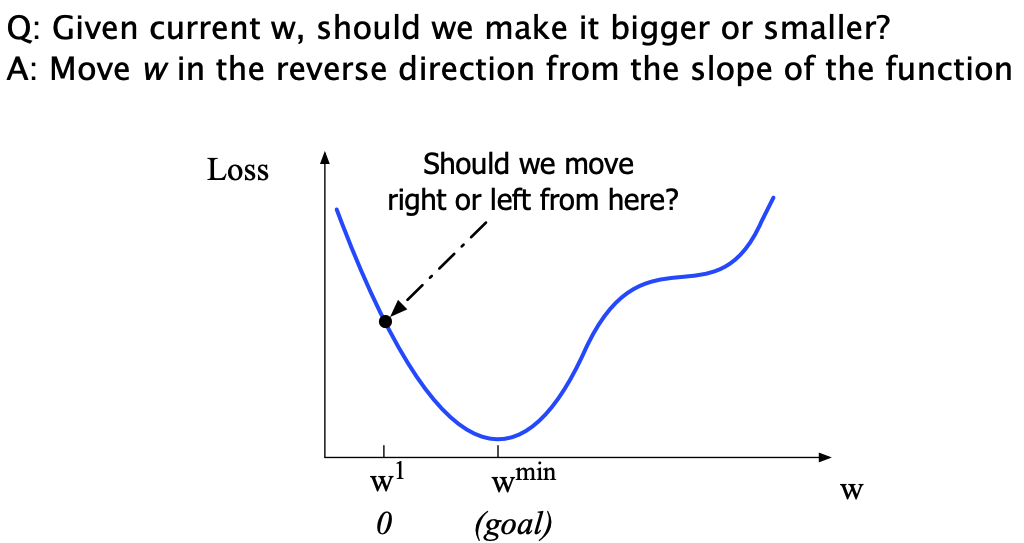 Q: Given current w, should we make it bigger or smaller?
A: Move w in the reverse direction from the slope of the function
Should we move
right or left from here?
Loss
w1
wmin
w
0
(goal)